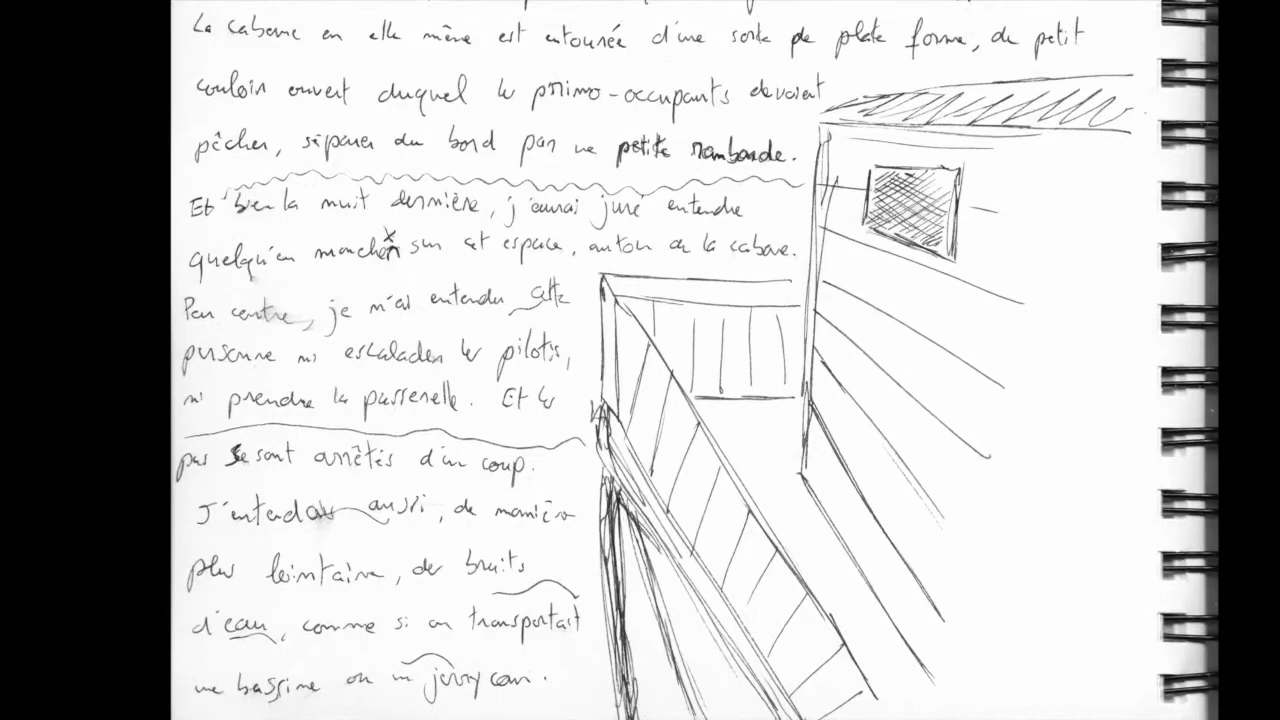 La cabane en elle même est entourée d'une sorte de plate forme, de petit
couloir ouvert duquel les primo-occupants devaient
pêcher, séparer du bord par une petite rambarde.
Et bien la nuit dernière, j'aurai juré entendre
quelqu'un marcher sur cet espace, autour de la cabane.
Par contre, je n'ai entendu cette
personne ni escalader les pilotis,
ni prendre la passerelle. Et les
pas se sont arrêtés d'un coup.
J'entendais aussi, de manière
plus lointaine, des bruits
d'eau, comme si on transportait
une bassine ou un jerrycan.